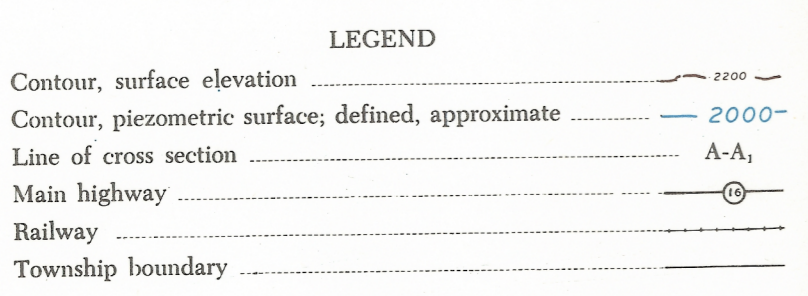 LEGEND
Contour, surface elevation 2200
Contour, piezometric surface; defined, approximate 2000
Line of cross section A-A₁
Main highway 16
Railway
Township boundary